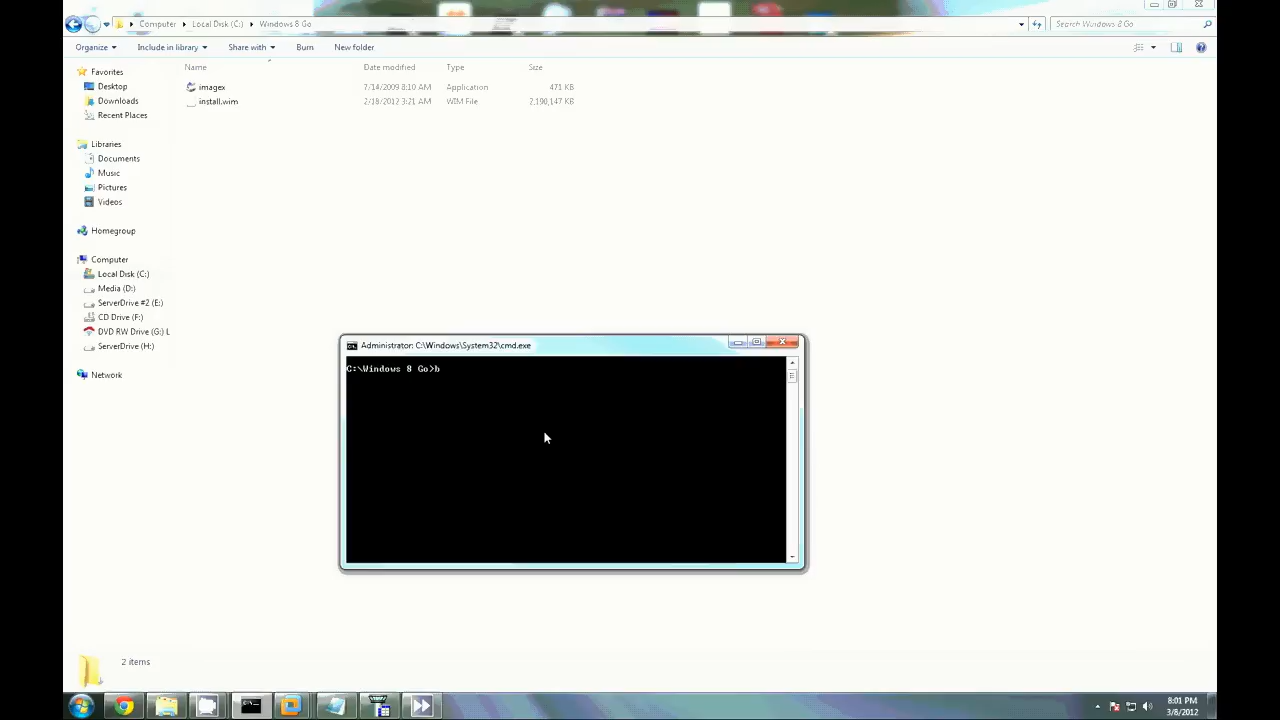 Computer Local Disk (C:) Windows 8 Go
Search Windows 8 Go
Organize Include in library Share with Burn New folder
Name Date modified Type Size
imagex 7/14/2009 8:10 AM Application 471 KB
install.wim 2/18/2012 3:21 AM WIM File 2,190,147 KB
Favorites
Desktop
Downloads
Recent Places
Libraries
Documents
Music
Pictures
Videos
Homegroup
Computer
Local Disk (C:)
Media (D:)
ServerDrive #2 (E:)
CD Drive (F:)
DVD RW Drive (G:) L
ServerDrive (H:)
Network
Administrator: C:\Windows\System32\cmd.exe
C:\Windows 8 Go>b
2 items
8:01 PM
3/8/2012